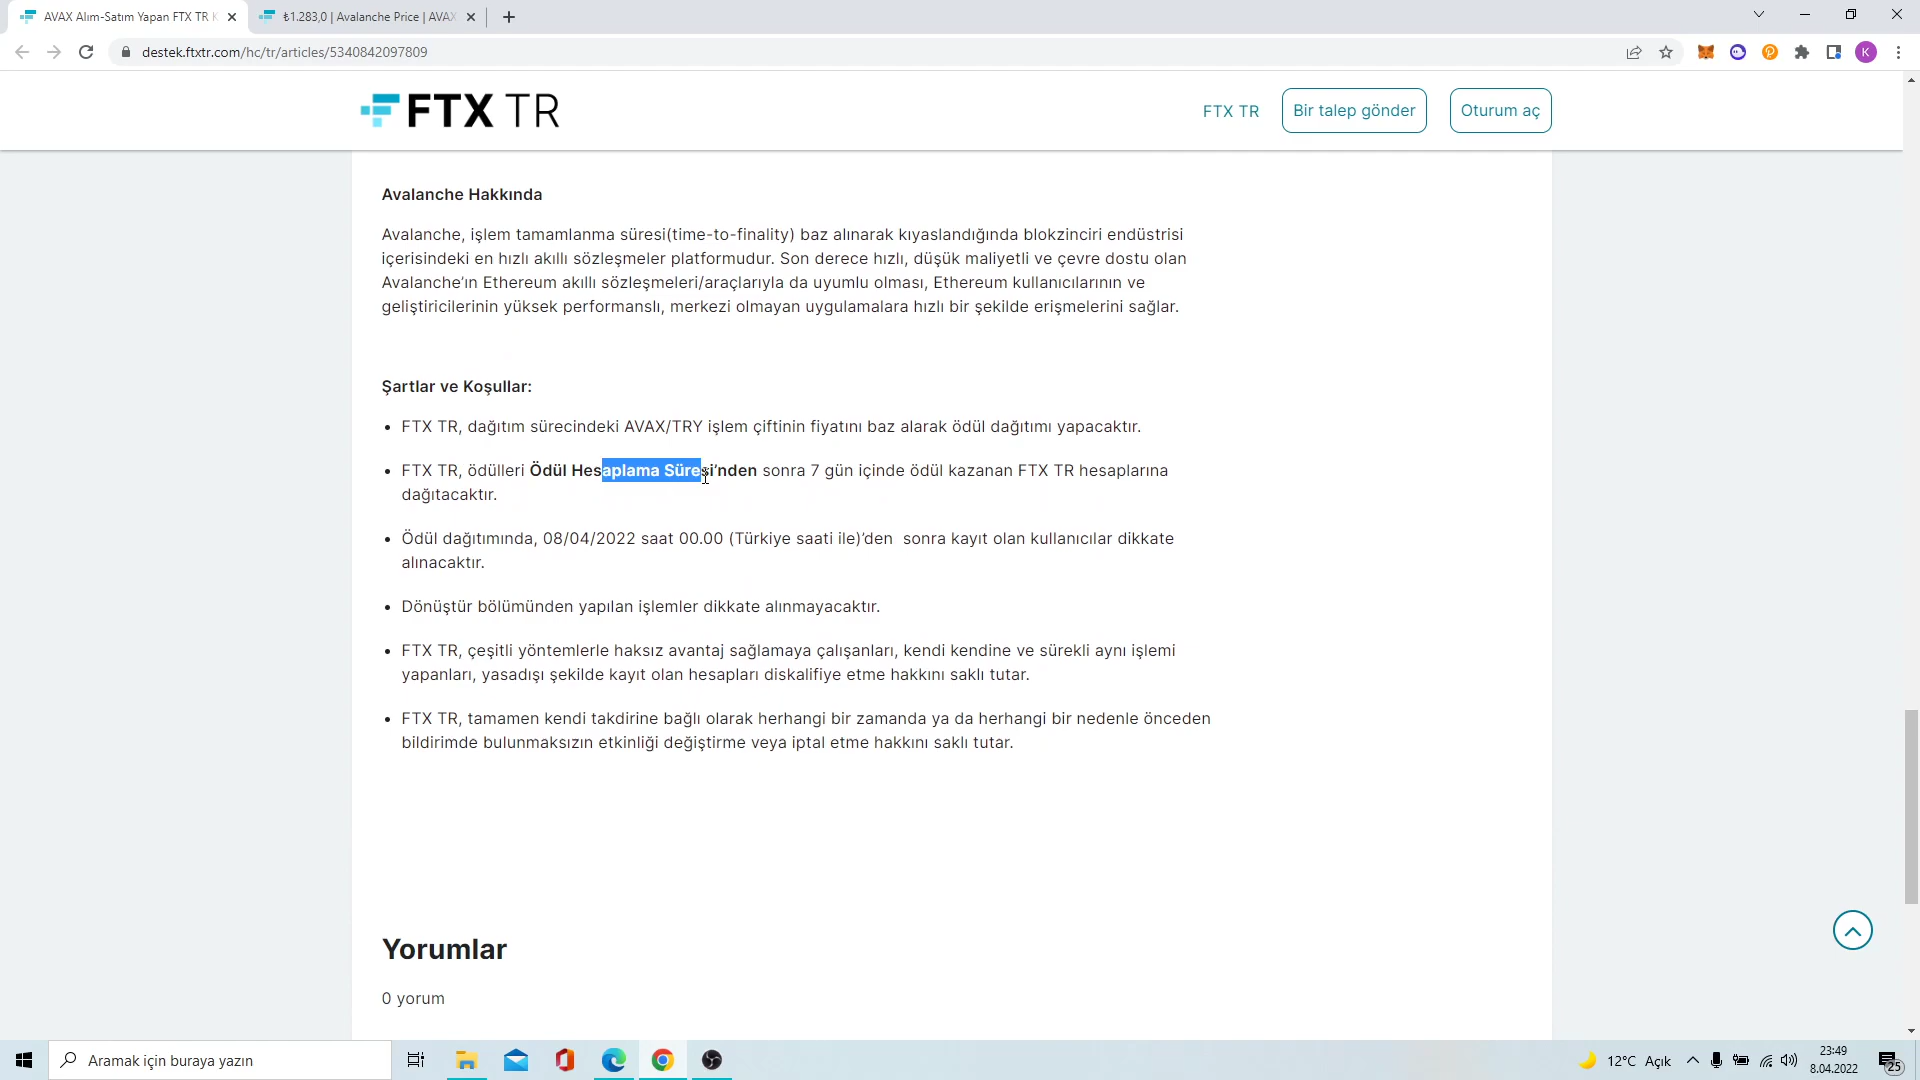 AVAX Alım-Satım Yapan FTX TR K
₺1.283,0 | Avalanche Price | AVAX
destek.ftxtr.com/hc/tr/articles/5340842097809
K
FTX TR
FTX TR
Bir talep gönder
Oturum aç
Avalanche Hakkında
Avalanche, işlem tamamlanma süresi(time-to-finality) baz alınarak kıyaslandığında blokzinciri endüstrisi
içerisindeki en hızlı akıllı sözleşmeler platformudur. Son derece hızlı, düşük maliyetli ve çevre dostu olan
Avalanche’ın Ethereum akıllı sözleşmeleri/araçlarıyla da uyumlu olması, Ethereum kullanıcılarının ve
geliştiricilerinin yüksek performanslı, merkezi olmayan uygulamalara hızlı bir şekilde erişmelerini sağlar.
Şartlar ve Koşullar:
• FTX TR, dağıtım sürecindeki AVAX/TRY işlem çiftinin fiyatını baz alarak ödül dağıtımı yapacaktır.
• FTX TR, ödülleri Ödül Hesaplama Süresi’nden sonra 7 gün içinde ödül kazanan FTX TR hesaplarına
dağıtacaktır.
• Ödül dağıtımında, 08/04/2022 saat 00.00 (Türkiye saati ile)’den sonra kayıt olan kullanıcılar dikkate
alınacaktır.
• Dönüştür bölümünden yapılan işlemler dikkate alınmayacaktır.
• FTX TR, çeşitli yöntemlerle haksız avantaj sağlamaya çalışanları, kendi kendine ve sürekli aynı işlemi
yapanları, yasadışı şekilde kayıt olan hesapları diskalifiye etme hakkını saklı tutar.
• FTX TR, tamamen kendi takdirine bağlı olarak herhangi bir zamanda ya da herhangi bir nedenle önceden
bildirimde bulunmaksızın etkinliği değiştirme veya iptal etme hakkını saklı tutar.
Yorumlar
0 yorum
Aramak için buraya yazın
12°C Açık
23:49
8.04.2022
25